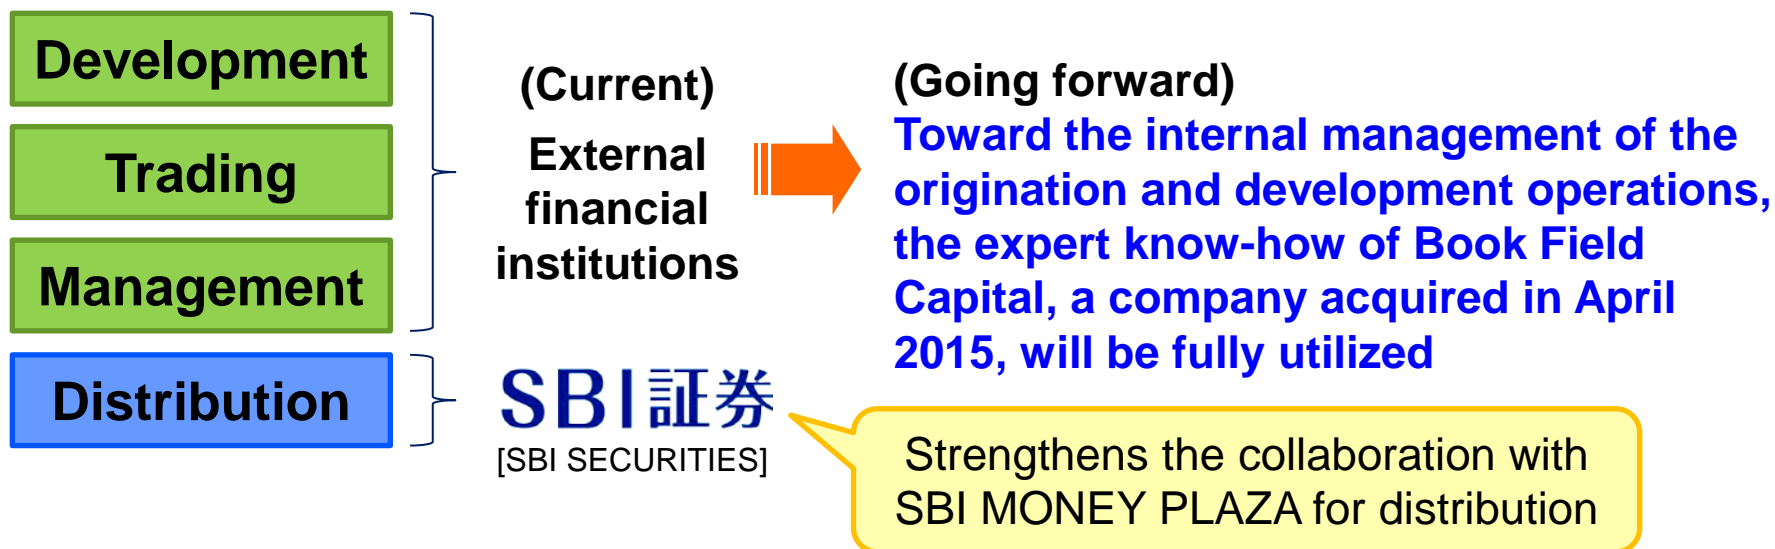 Development
Trading
Management
Distribution
(Current)
External
financial
institutions
SBI証券
[SBI SECURITIES]
(Going forward)
Toward the internal management of the
origination and development operations,
the expert know-how of Book Field
Capital, a company acquired in April
2015, will be fully utilized
Strengthens the collaboration with
SBI MONEY PLAZA for distribution